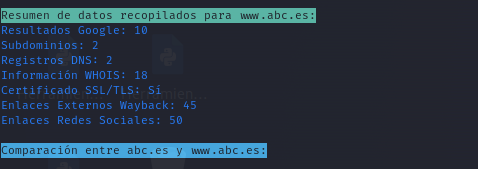 Resumen de datos recopilados para www.abc.es:
Resultados Google: 10
Subdominios: 2
Registros DNS: 2
Información WHOIS: 18
Certificado SSL/TLS: Sí
Enlaces Externos Wayback: 45
Enlaces Redes Sociales: 50
Comparación entre abc.es y www.abc.es: